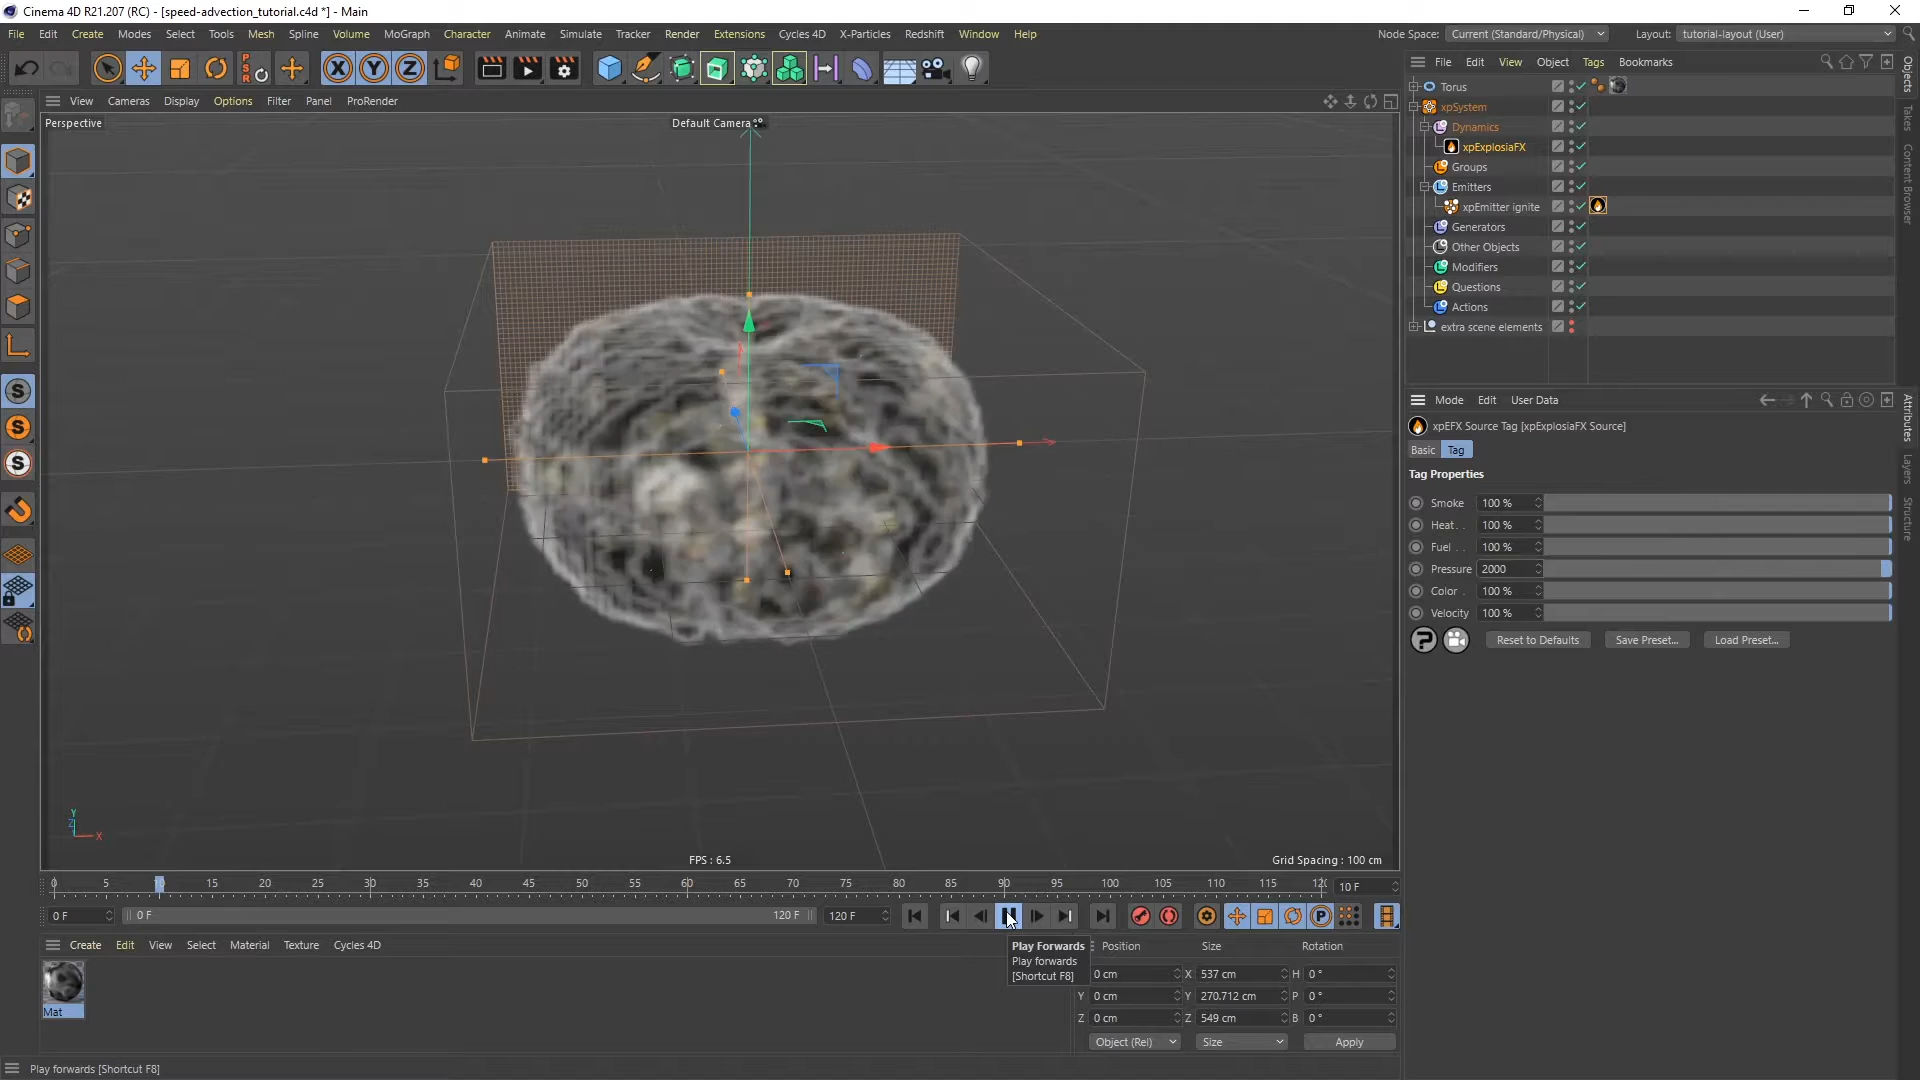 Cinema 4D R21.207 (RC) - [speed-advection_tutorial.c4d *] - Main
File Edit Create Modes Select Tools Mesh Spline Volume MoGraph Character Animate Simulate Tracker Render Extensions Cycles 4D X-Particles Redshift Window Help
Node Space: Current (Standard/Physical) Layout: tutorial-layout (User)
PSR X Y Z
File Edit View Object Tags Bookmarks
View Cameras Display Options Filter Panel ProRender
Perspective
Default Camera
Torus
xpSystem
Dynamics
xpExplosiaFX
Groups
Emitters
xpEmitter ignite
Generators
Other Objects
Modifiers
Questions
Actions
extra scene elements
Objects
Takes
Content Browser
Mode Edit User Data
xpEFX Source Tag [xpExplosiaFX Source]
Basic Tag
Tag Properties
Smoke 100 %
Heat . . 100 %
Fuel . . 100 %
Pressure 2000
Color . 100 %
Velocity 100 %
Reset to Defaults Save Preset... Load Preset...
Attributes
Layers
Structure
S
S
S
Y
Z
X
FPS : 6.5
Grid Spacing : 100 cm
0 5 10 15 20 25 30 35 40 45 50 55 60 65 70 75 80 85 90 95 100 105 110 115 12
10 F
0 F 0 F 120 F 120 F
P
Create Edit View Select Material Texture Cycles 4D
Mat
Play Forwards
Play forwards
[Shortcut F8]
Position Size Rotation
0 cm X 537 cm H 0 °
Y 0 cm Y 270.712 cm P 0 °
Z 0 cm Z 549 cm B 0 °
Object (Rel) Size Apply
Play forwards [Shortcut F8]